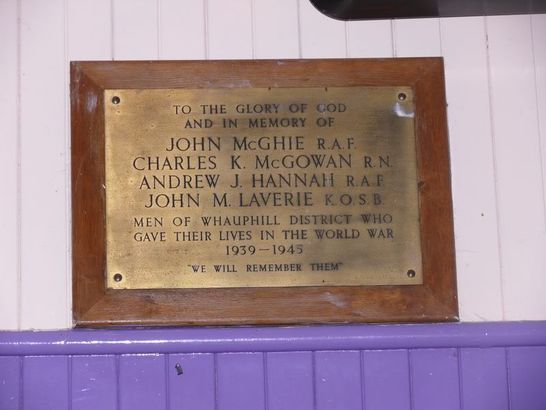 TO THE GLORY OF GOD
AND IN MEMORY OF
JOHN McGHIE R.A.F.
CHARLES K. McGOWAN R.N.
ANDREW J. HANNAH R.A.F
JOHN M. LAVERIE K.O.S.B.
MEN OF WHAUPHILL DISTRICT WHO
GAVE THEIR LIVES IN THE WORLD WAR
1939-1945
"WE WILL REMEMBER THEM"